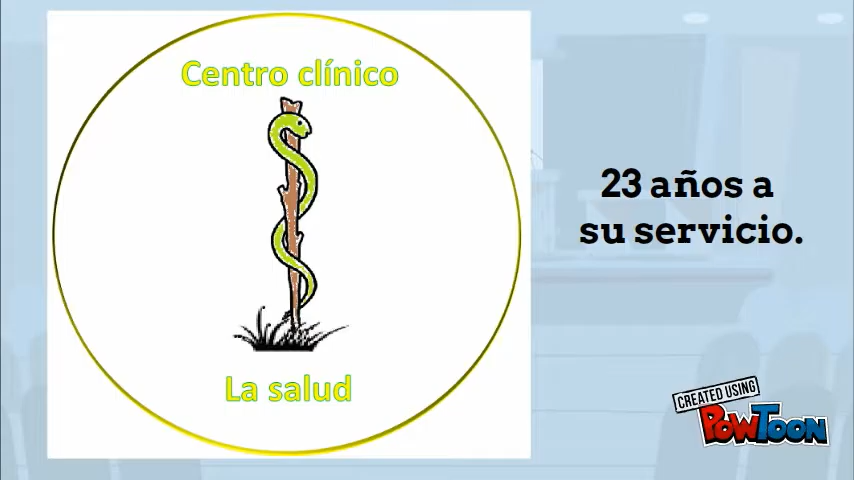 Centro clínico
La salud
23 años a
su servicio.
CREATED USING
POWTOON